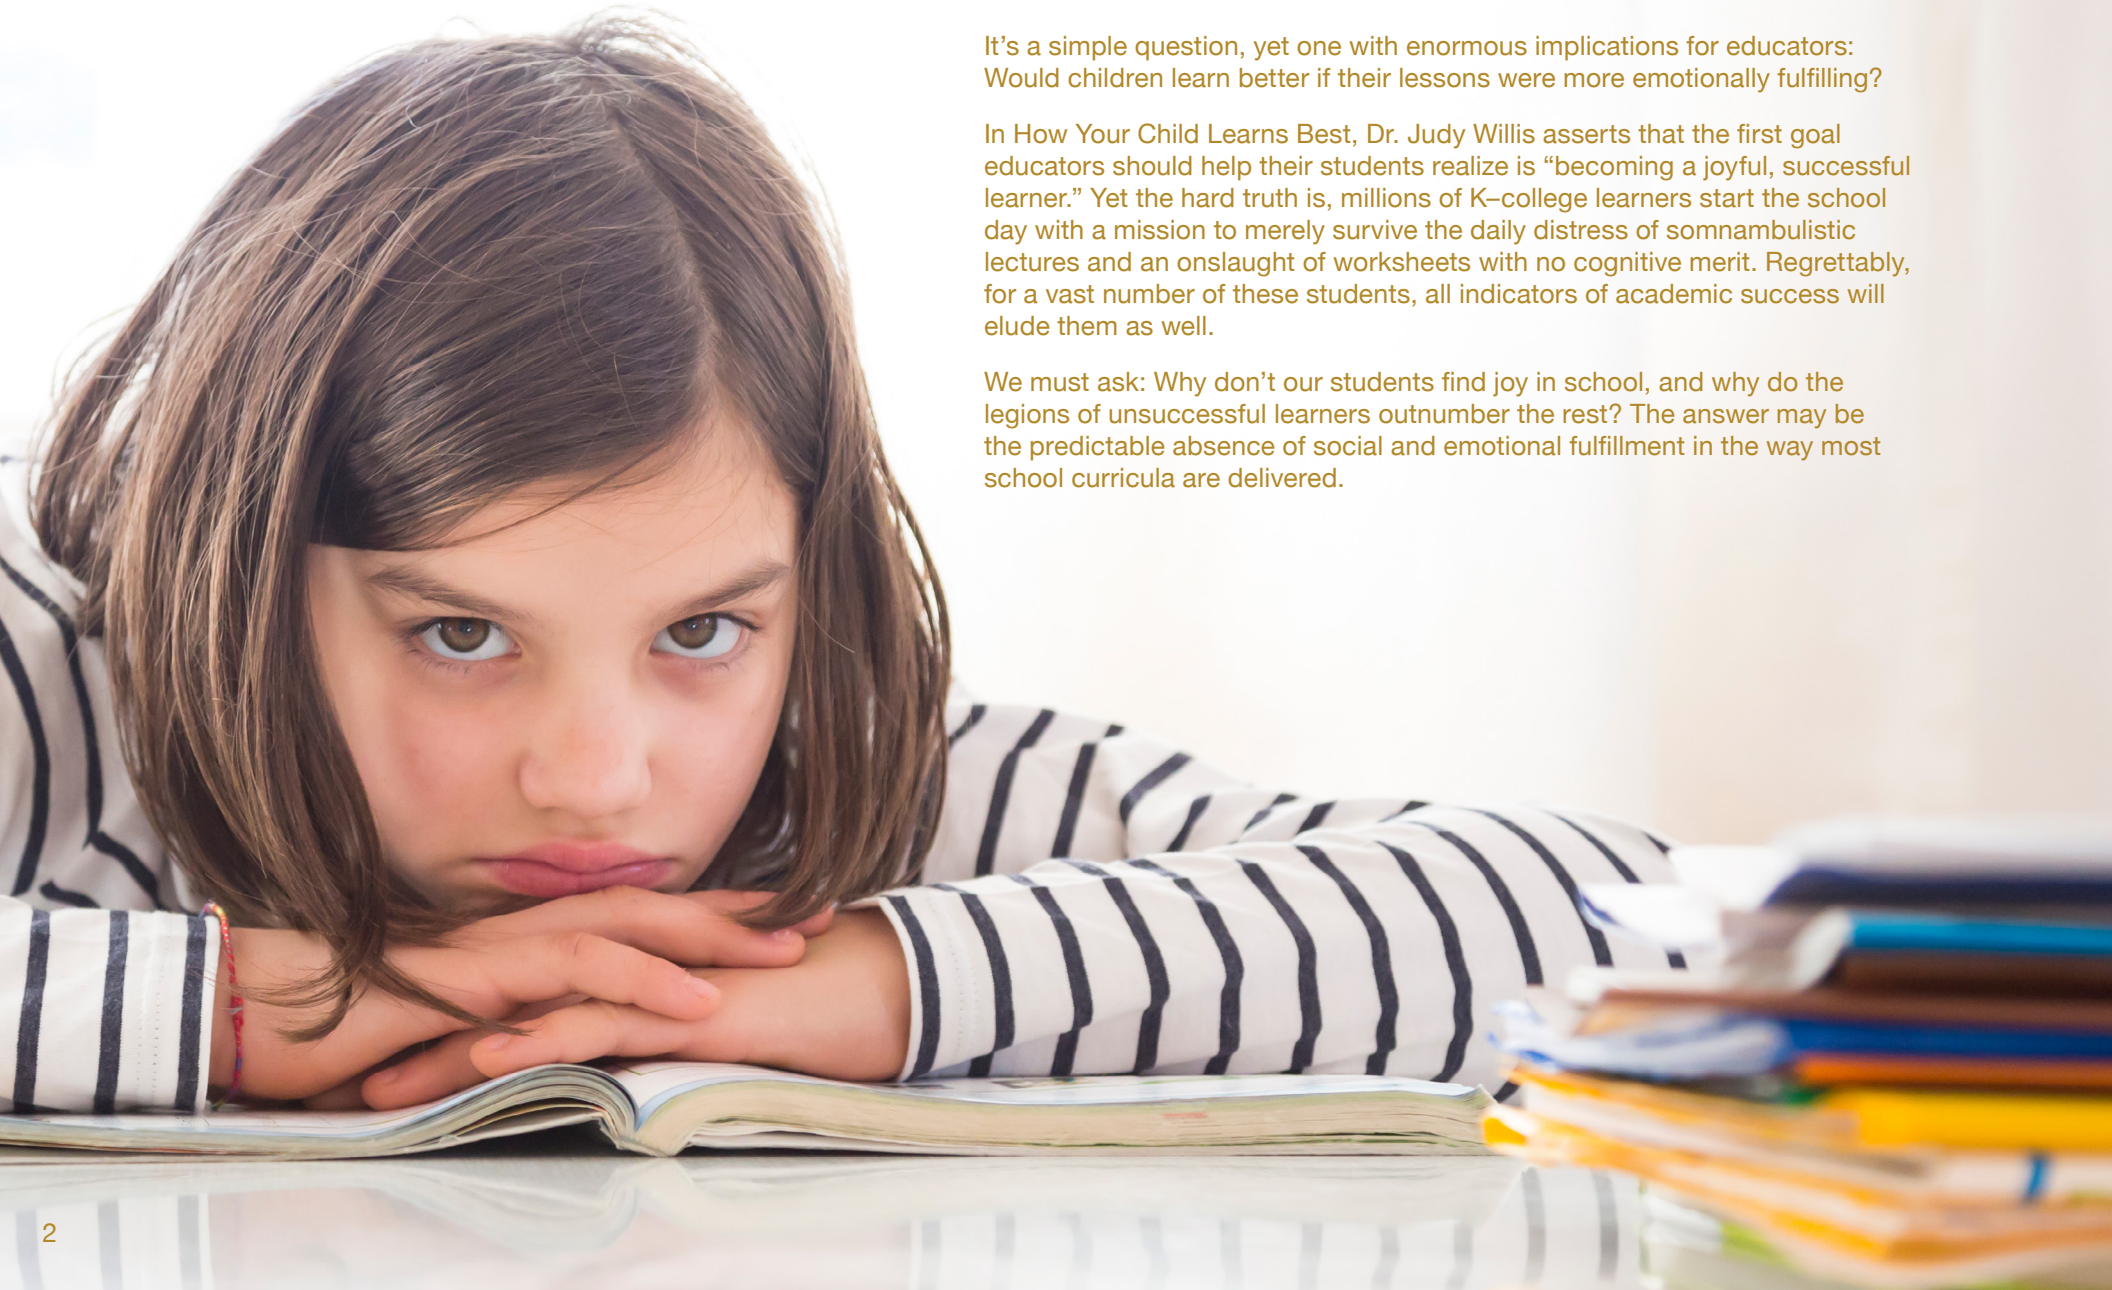 It’s a simple question, yet one with enormous implications for educators:
Would children learn better if their lessons were more emotionally fulfilling?
In How Your Child Learns Best, Dr. Judy Willis asserts that the first goal
educators should help their students realize is “becoming a joyful, successful
learner.” Yet the hard truth is, millions of K–college learners start the school
day with a mission to merely survive the daily distress of somnambulistic
lectures and an onslaught of worksheets with no cognitive merit. Regrettably,
for a vast number of these students, all indicators of academic success will
elude them as well.
We must ask: Why don’t our students find joy in school, and why do the
legions of unsuccessful learners outnumber the rest? The answer may be
the predictable absence of social and emotional fulfillment in the way most
school curricula are delivered.
2